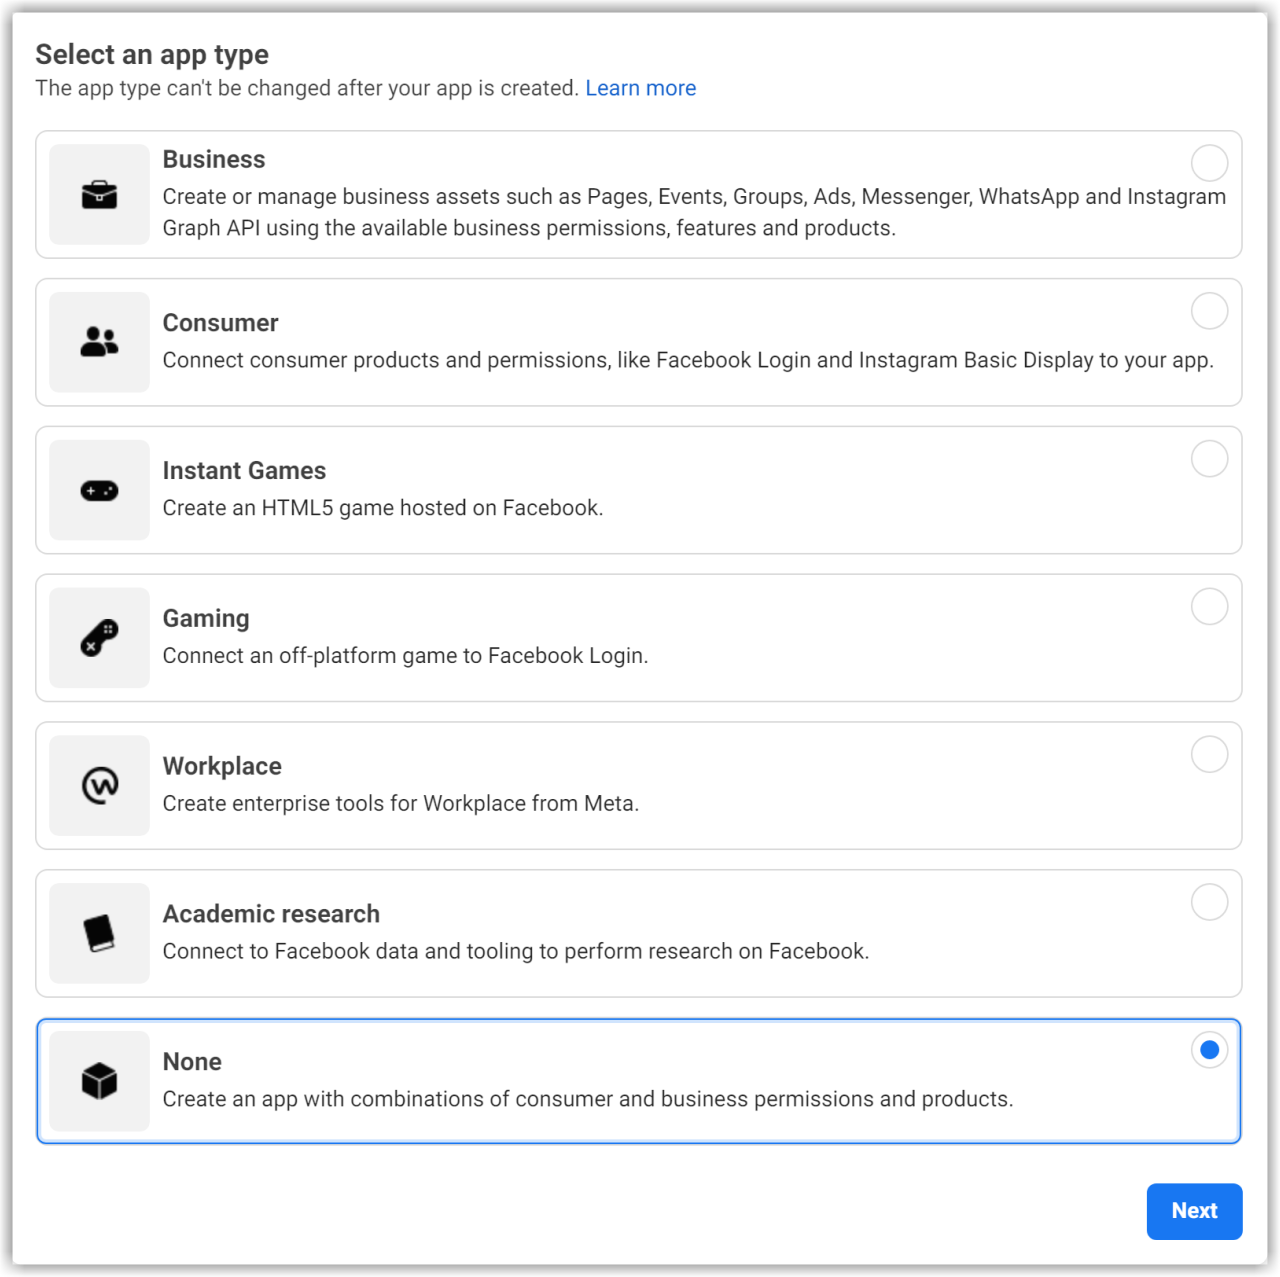 Select an app type
The app type can't be changed after your app is created. Learn more
Business
Create or manage business assets such as Pages, Events, Groups, Ads, Messenger, WhatsApp and Instagram
Graph API using the available business permissions, features and products.
Consumer
Connect consumer products and permissions, like Facebook Login and Instagram Basic Display to your app.
Instant Games
Create an HTML5 game hosted on Facebook.
Gaming
Connect an off-platform game to Facebook Login.
Workplace
Create enterprise tools for Workplace from Meta.
Academic research
Connect to Facebook data and tooling to perform research on Facebook.
None
Create an app with combinations of consumer and business permissions and products.
Next